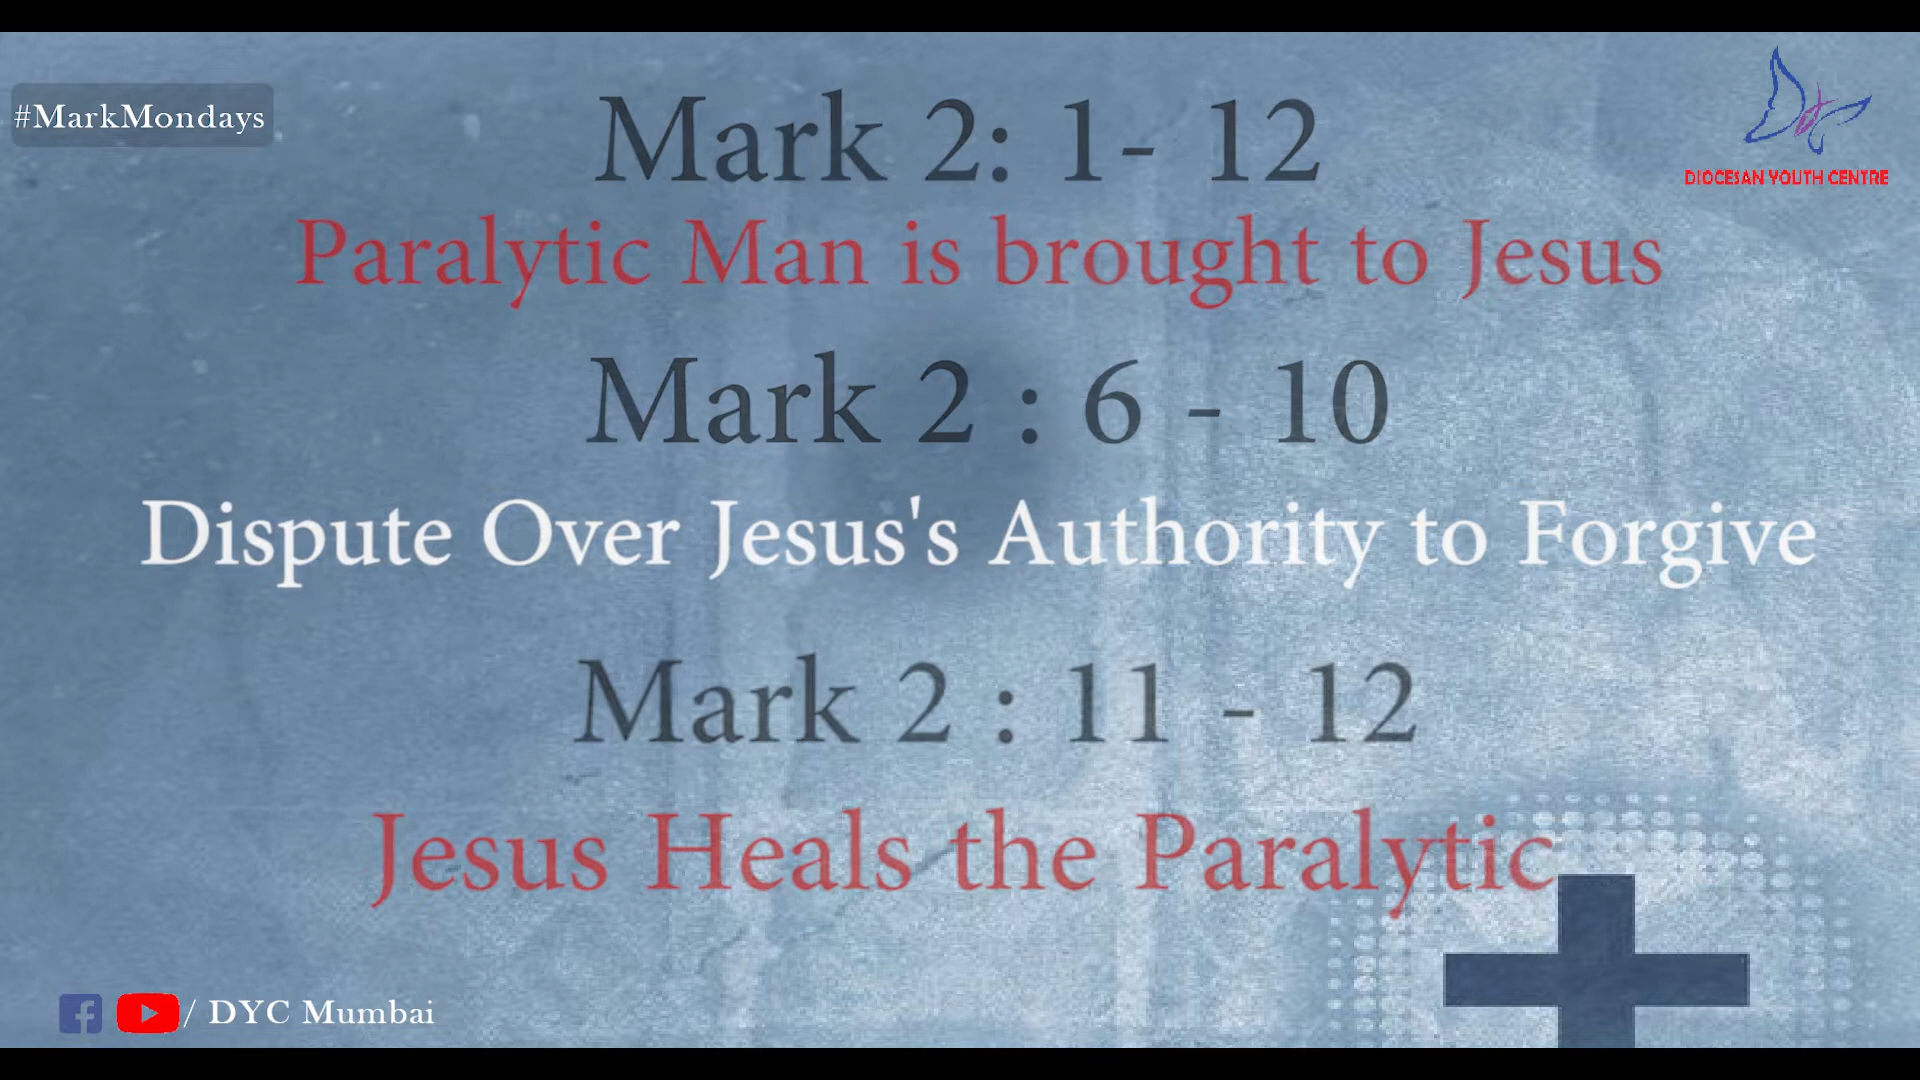 #MarkMondays
Mark 2: 1- 12
DYC
DIOCESAN YOUTH CENTRE
Paralytic Man is brought to Jesus
Mark 2 : 6 - 10
Dispute Over Jesus's Authority to Forgive
Mark 2 : 11 - 12
Jesus Heals the Paralytic
/ DYC Mumbai